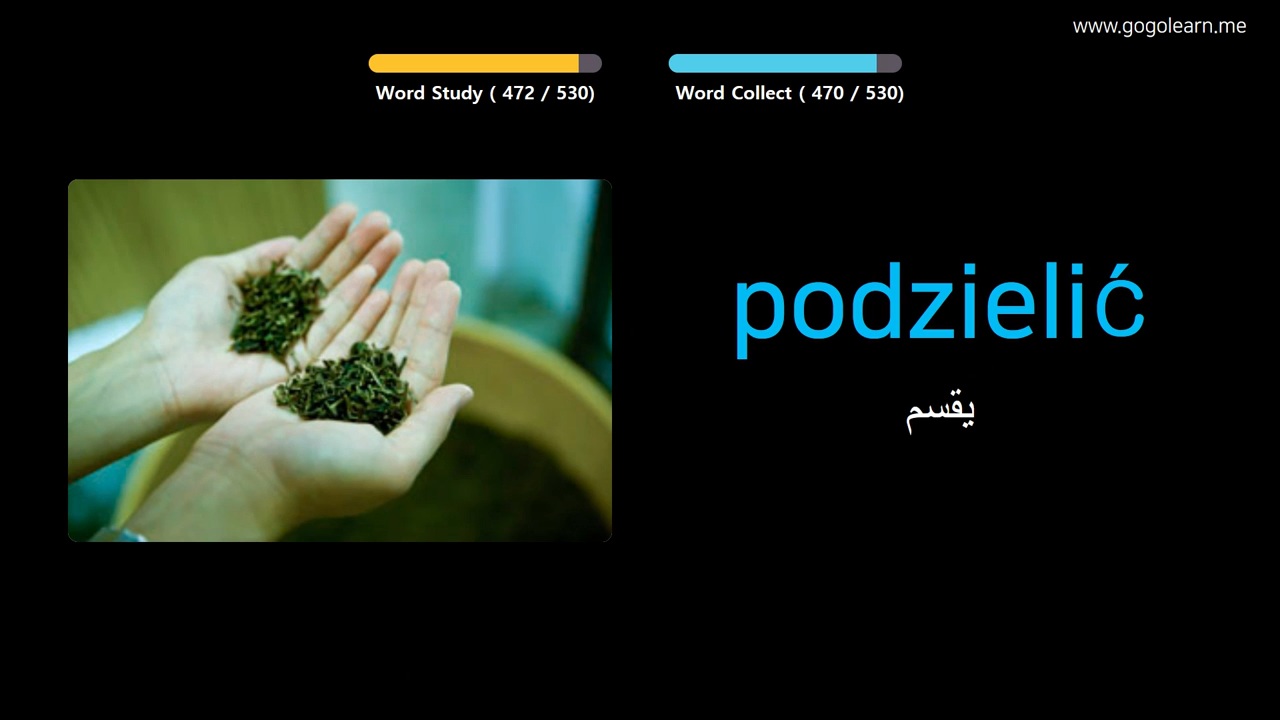 www.gogolearn.me
Word Study ( 472 / 530)
Word Collect ( 470 / 530)
podzielić
يقسم